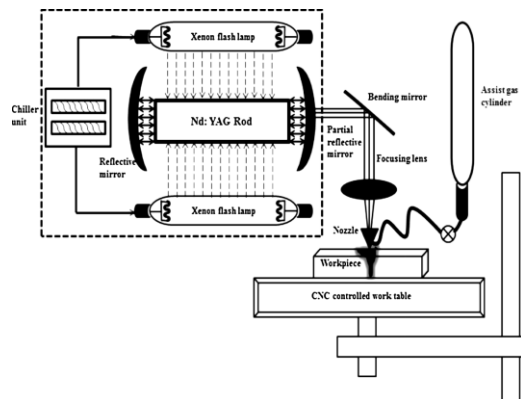 Xenon flash lamp
Chiller
unit
Nd: YAG Rod
Reflective
mirror
Xenon flash lamp
Bending mirror
Partial
reflective
mirror
Focusing lens
Assist gas
cylinder
Nozzle
Workpiece
CNC controlled work table